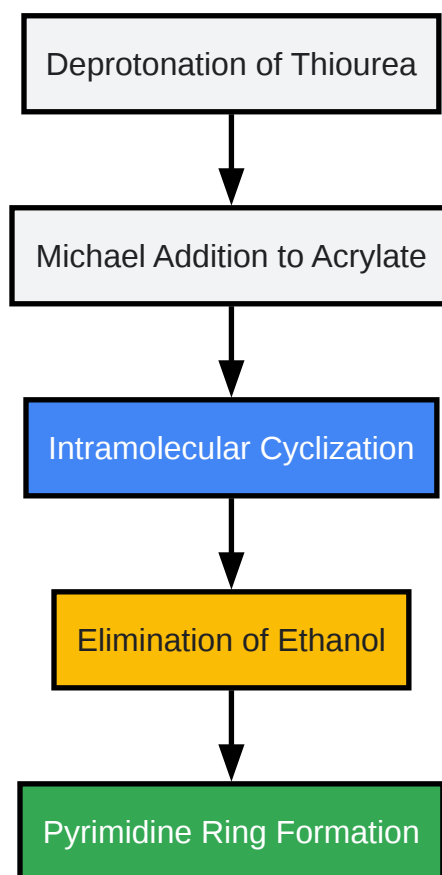 Deprotonation of Thiourea
Michael Addition to Acrylate
Intramolecular Cyclization
Elimination of Ethanol
Pyrimidine Ring Formation